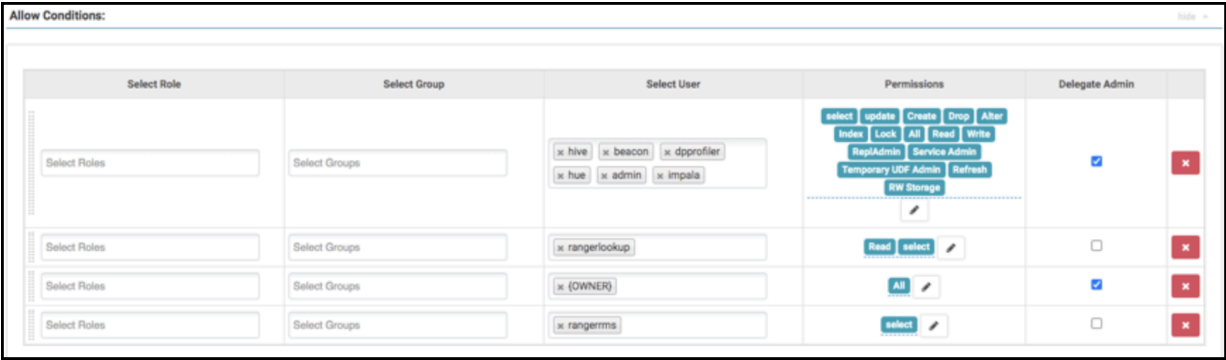 Allow Conditions:
hide
Select Role Select Group Select User Permissions Delegate Admin
Select Roles Select Groups × hive × beacon × dpprofiler
× hue × admin × impala
select update Create Drop Alter
Index Lock All Read Write
ReplAdmin Service Admin
Temporary UDF Admin Refresh
RW Storage
Select Roles Select Groups × rangerlookup Read select
Select Roles Select Groups × {OWNER} All
Select Roles Select Groups × rangerrms select